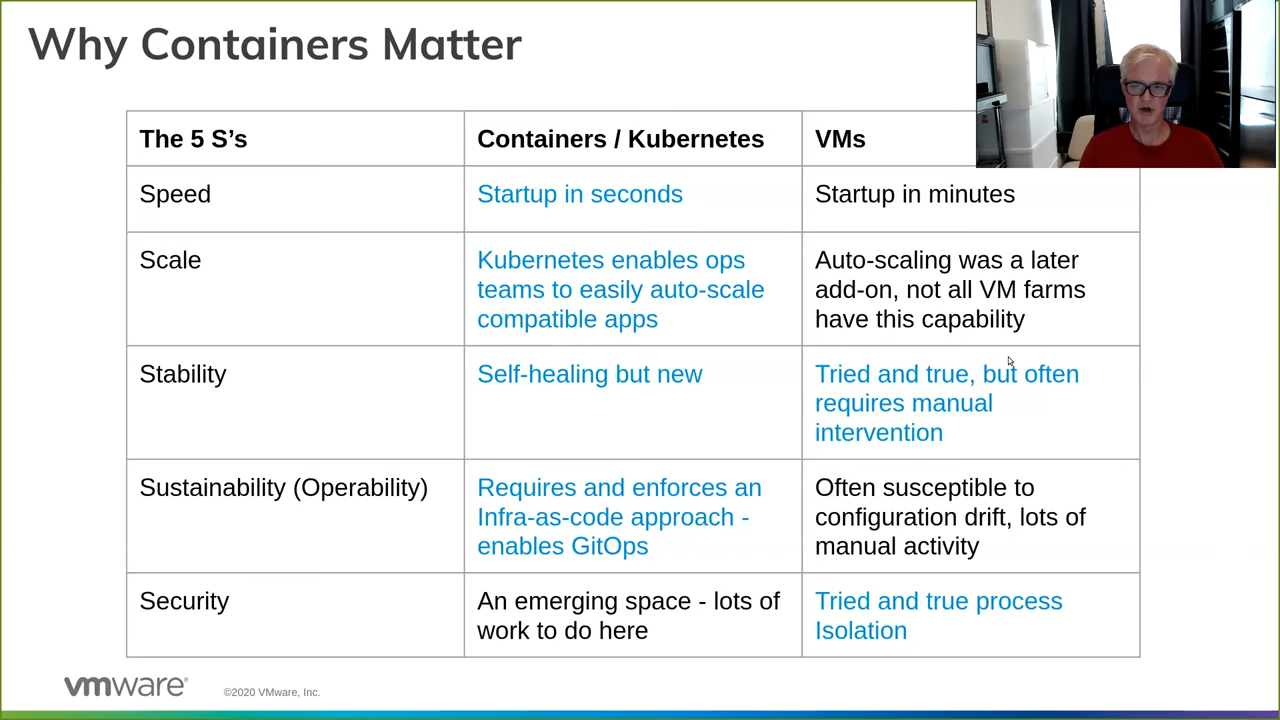 Why Containers Matter
The 5 S’s
Containers / Kubernetes
VMs
Speed
Startup in seconds
Startup in minutes
Scale
Kubernetes enables ops
teams to easily auto-scale
compatible apps
Auto-scaling was a later
add-on, not all VM farms
have this capability
Stability
Self-healing but new
Tried and true, but often
requires manual
intervention
Sustainability (Operability)
Requires and enforces an
Infra-as-code approach -
enables GitOps
Often susceptible to
configuration drift, lots of
manual activity
Security
An emerging space - lots of
work to do here
Tried and true process
Isolation
vmware®
©2020 VMware, Inc.